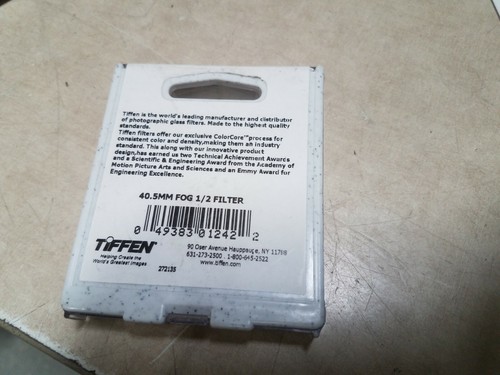 Tiffen is the world's leading manufacturer and distributor
of photographic glass filters. Made to the highest quality
standards.
Tiffen filters offer our exclusive ColorCore™process for
consistent color and density,making them an industry
standard. This along with our innovative product
design,has earned us two Technical Achievement Awards
and a Scientific & Engineering Award from the Academy of
Motion Picture Arts and Sciences and an Emmy Award for
Engineering Excellence.
40.5MM FOG 1/2 FILTER
0 49383 01242 2
TIFFEN
Helping Create the
World's Greatest Images
90 Oser Avenue Hauppauge, NY 11788
631-273-2500 . 1-800-645-2522
www.tiffen.com
272135